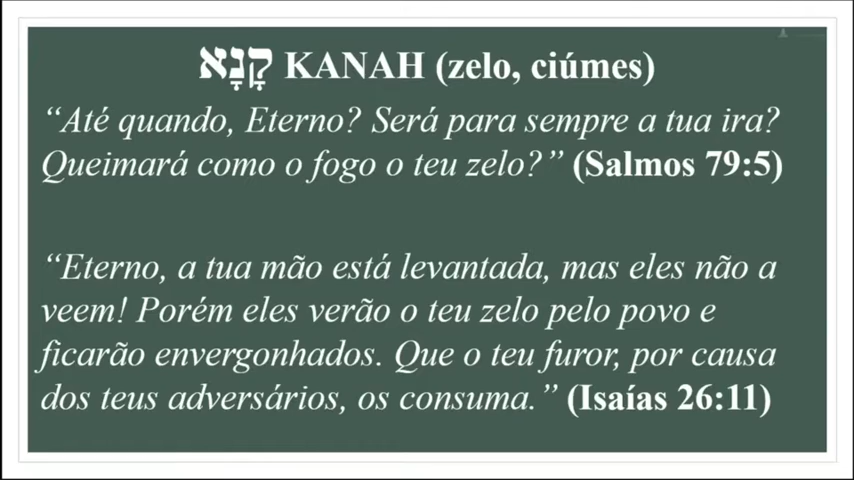 קָנָא KANAH (zelo, ciúmes)
“Até quando, Eterno? Será para sempre a tua ira?
Queimará como o fogo o teu zelo?” (Salmos 79:5)
“Eterno, a tua mão está levantada, mas eles não a
veem! Porém eles verão o teu zelo pelo povo e
ficarão envergonhados. Que o teu furor, por causa
dos teus adversários, os consuma.” (Isaías 26:11)